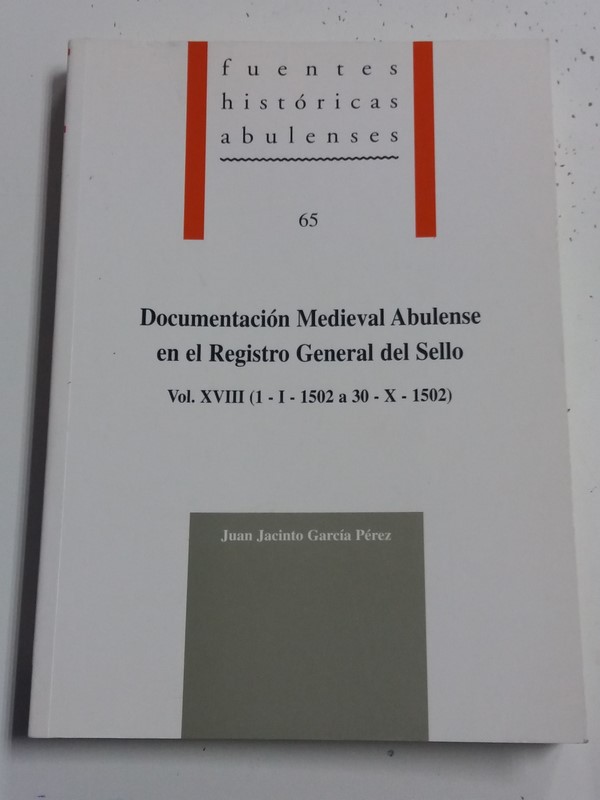 fuentes
históricas
abulenses
65
Documentación Medieval Abulense
en el Registro General del Sello
Vol. XVIII (1 - I - 1502 a 30 - X - 1502)
Juan Jacinto García Pérez